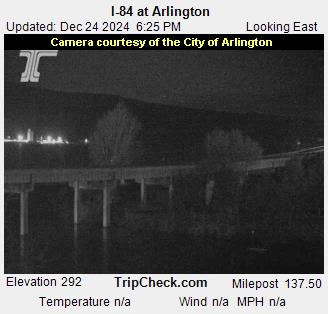 I-84 at Arlington
Updated: Dec 24 2024 6:25 PM Looking East
Camera courtesy of the City of Arlington
Elevation 292 TripCheck.com Milepost 137.50
Temperature n/a Wind n/a MPH n/a